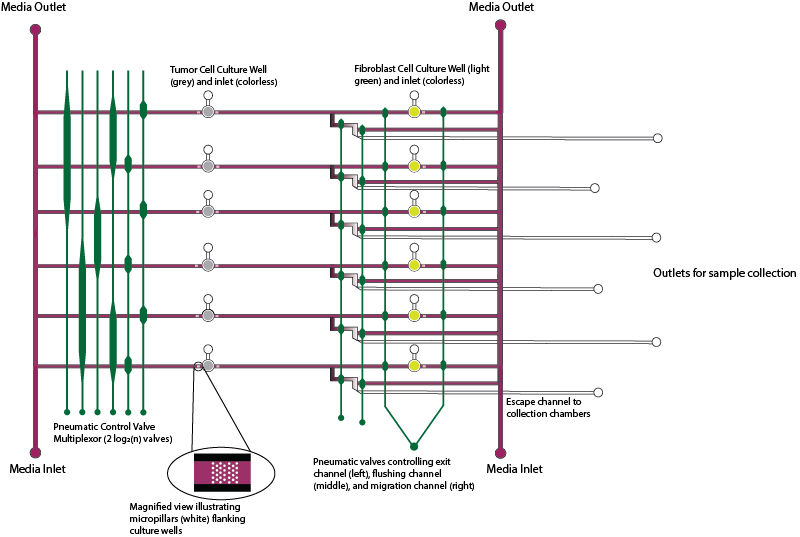 Media Outlet
Media Outlet
Tumor Cell Culture Well
(grey) and inlet (colorless)
Fibroblast Cell Culture Well (light
green) and inlet (colorless)
Outlets for sample collection
Escape channel to
collection chambers
Pneumatic Control Valve
Multiplexor (2 log₂(n) valves)
Media Inlet
Pneumatic valves controlling exit
channel (left), flushing channel
(middle), and migration channel (right)
Media Inlet
Magnified view illustrating
micropillars (white) flanking
culture wells